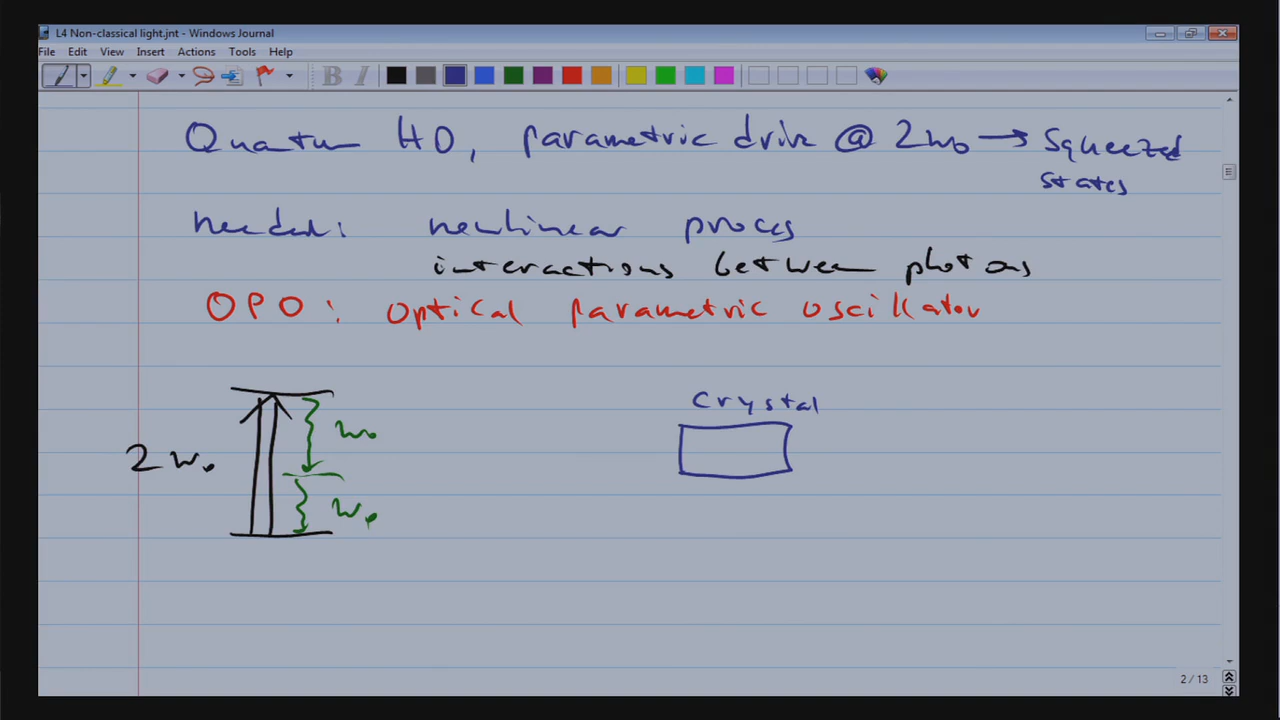 L4 Non-classical light.jnt - Windows Journal
File Edit View Insert Actions Tools Help
B I
Quantum HO, parametric drive @ 2ω₀ → Squeezed
states
needed: nonlinear process
interactions between photons
OPO: Optical parametric oscillator
Crystal
ω₀
2ω₀
ω₀
2 / 13